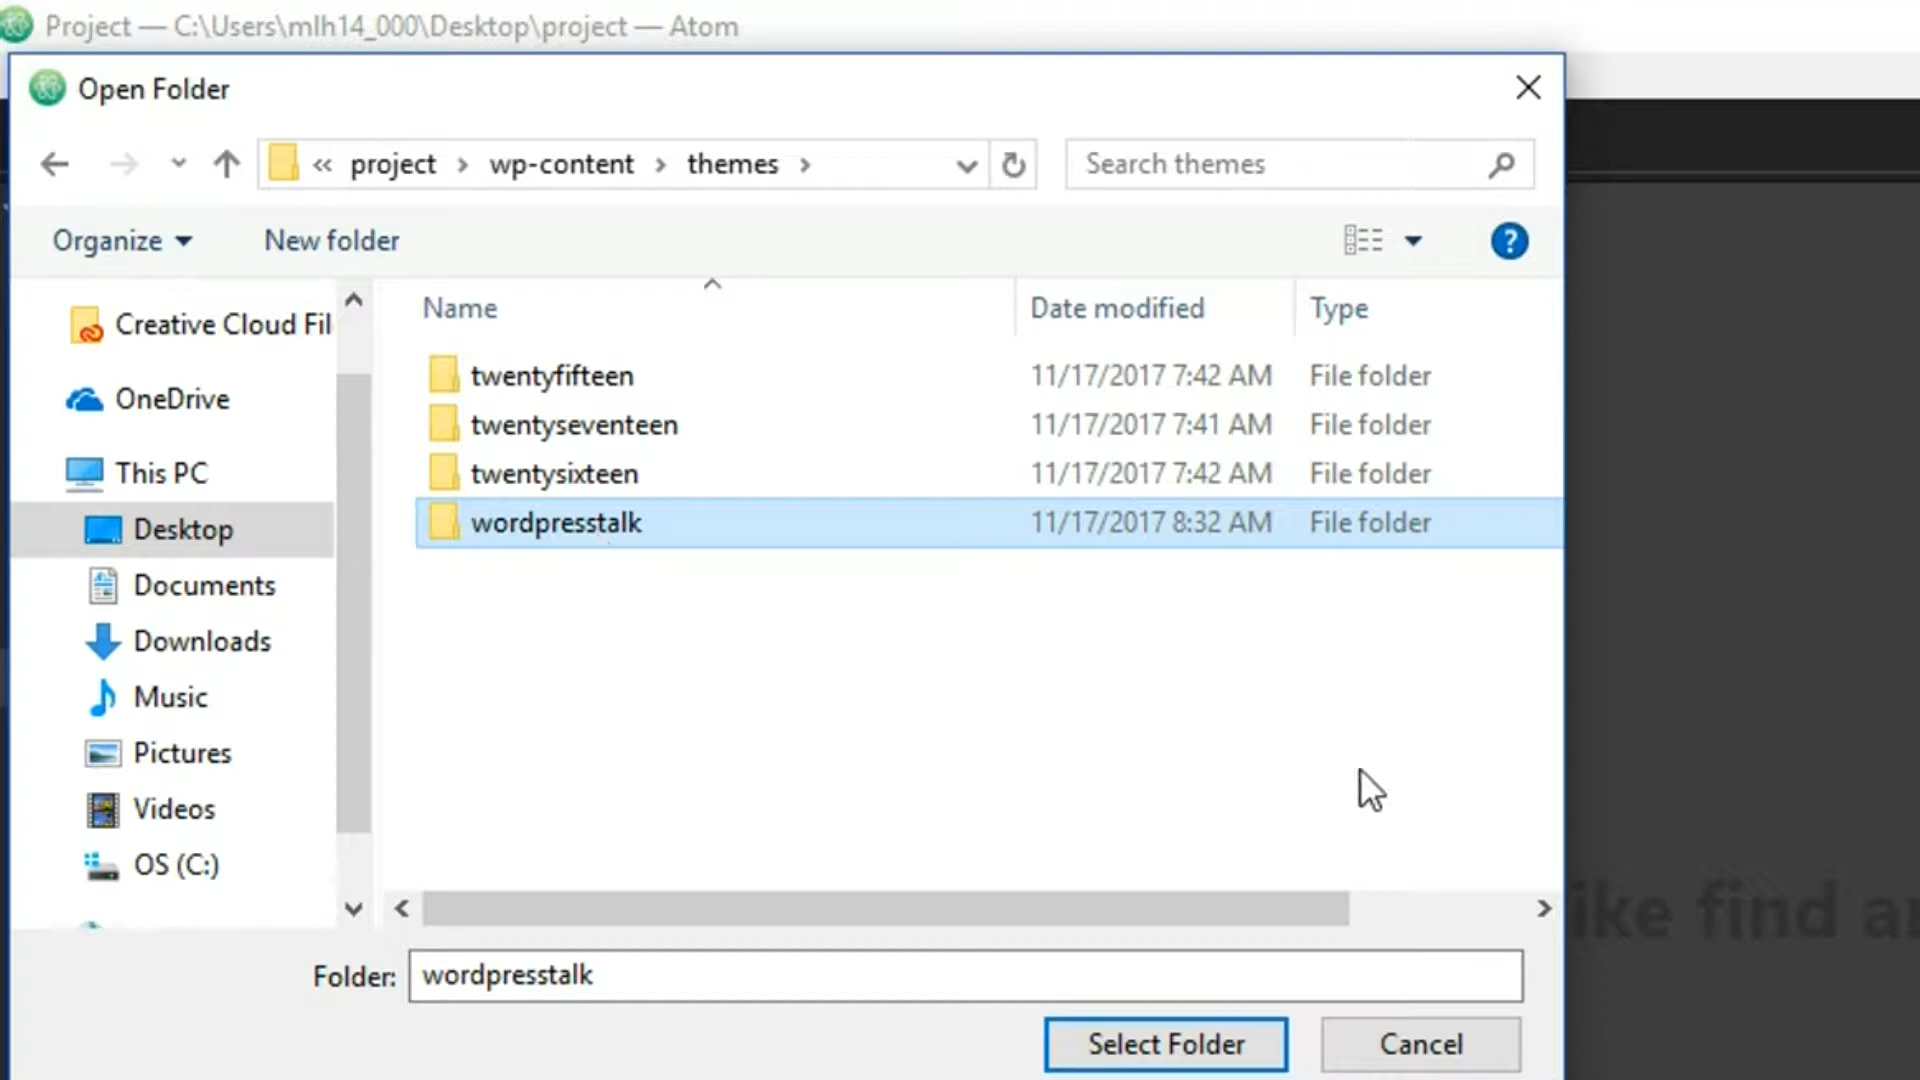 Project — C:\Users\mlh14_000\Desktop\project — Atom
Open Folder
« project > wp-content > themes >
Search themes
Organize
New folder
Name
Date modified
Type
Creative Cloud Fil
OneDrive
This PC
Desktop
Documents
Downloads
Music
Pictures
Videos
OS (C:)
twentyfifteen 11/17/2017 7:42 AM File folder
twentyseventeen 11/17/2017 7:41 AM File folder
twentysixteen 11/17/2017 7:42 AM File folder
wordpresstalk 11/17/2017 8:32 AM File folder
ike find a
Folder: wordpresstalk
Select Folder
Cancel